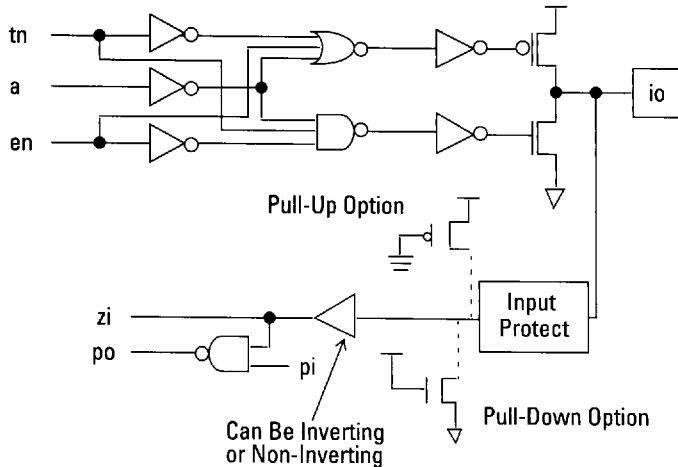 tn
a
en
io
Pull-Up Option
Input
Protect
zi
po
pi
Pull-Down Option
Can Be Inverting
or Non-Inverting